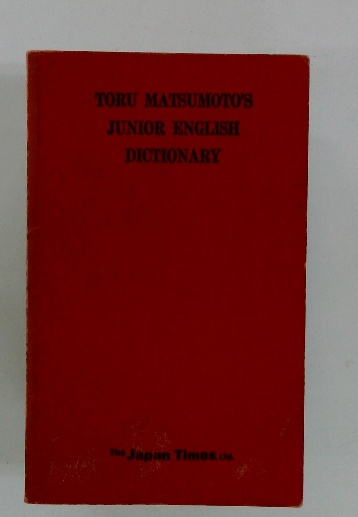 TORU MATSUMOTO'S
JUNIOR ENGLISH
DICTIONARY
The Japan Times Ltd.